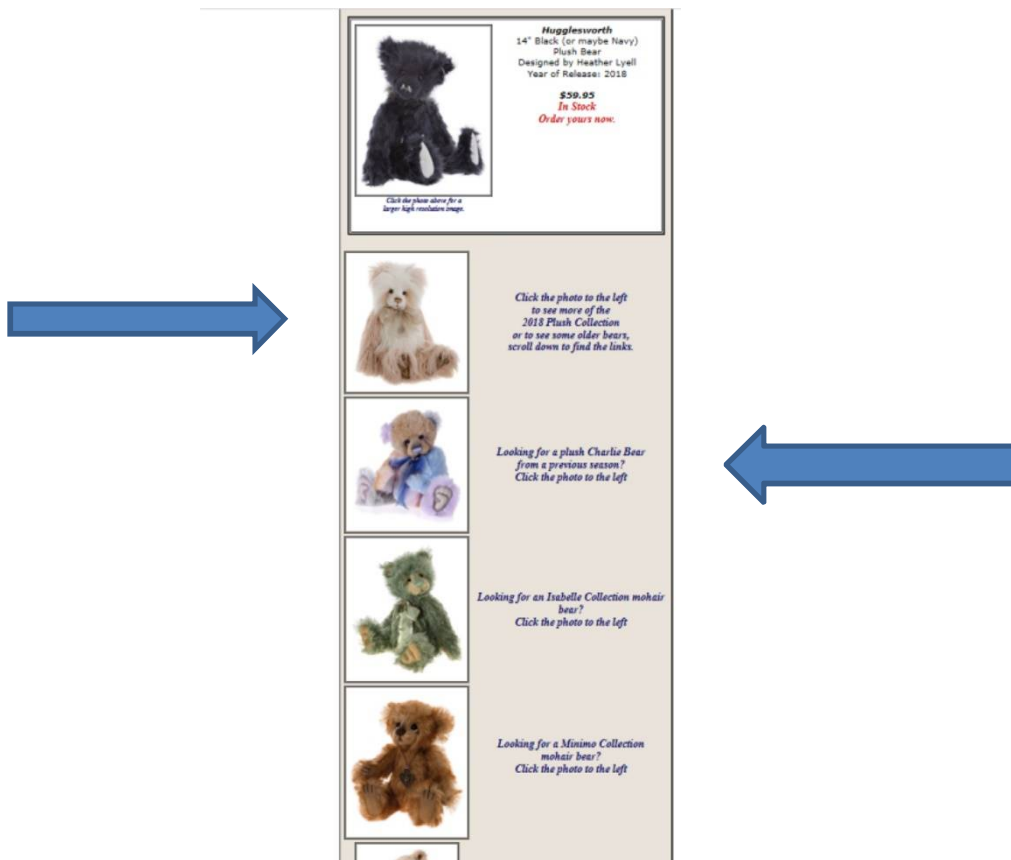 Hugglesworth
14" Black (or maybe Navy)
Plush Bear
Designed by Heather Lyell
Year of Release: 2018
$59.95
In Stock
Order yours now.
Click the photo above for a
larger high resolution image.
Click the photo to the left
to see more of the
2018 Plush Collection
or to see some older bears,
scroll down to find the links.
Looking for a plush Charlie Bear
from a previous season?
Click the photo to the left
Looking for an Isabelle Collection mohair
bear?
Click the photo to the left
Looking for a Minimo Collection
mohair bear?
Click the photo to the left